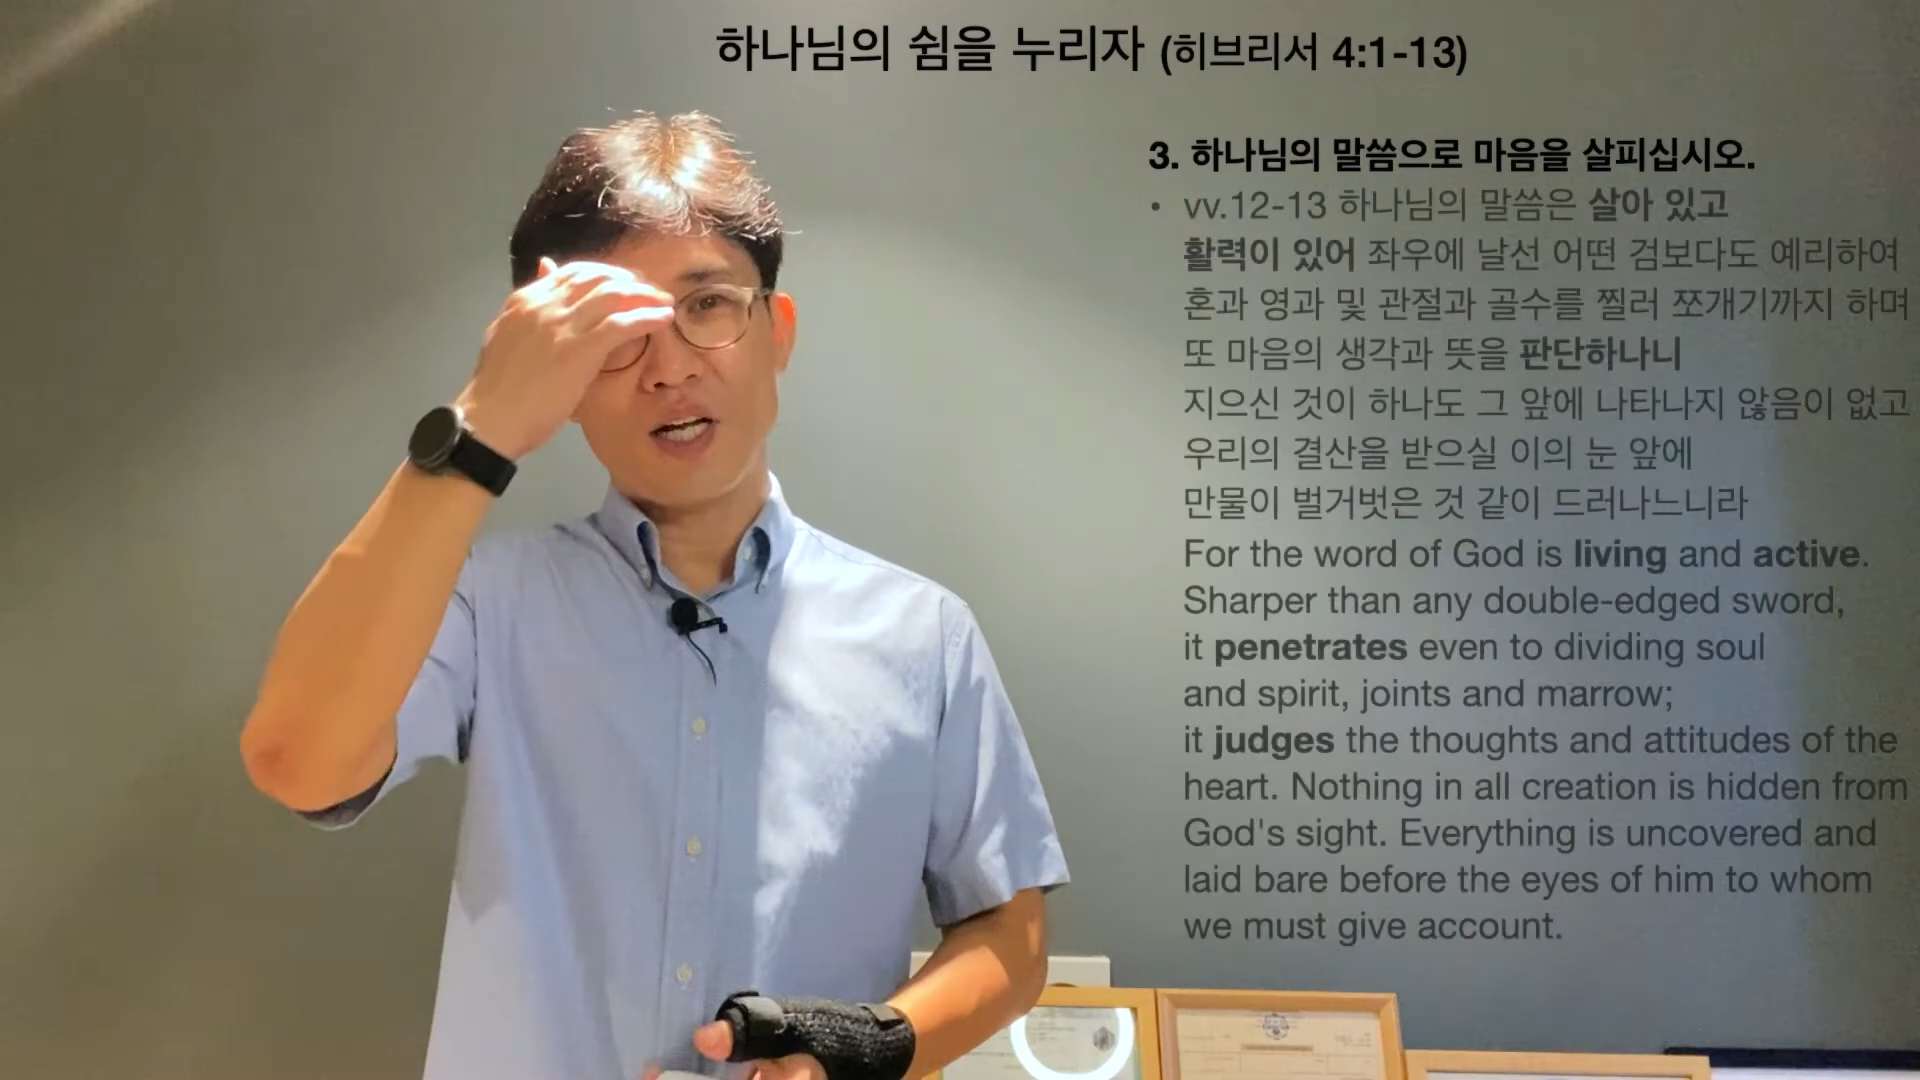 하나님의 쉼을 누리자 (히브리서 4:1-13)
3. 하나님의 말씀으로 마음을 살피십시오.
• vv.12-13 하나님의 말씀은 살아 있고
활력이 있어 좌우에 날선 어떤 검보다도 예리하여
혼과 영과 및 관절과 골수를 찔러 쪼개기까지 하며
또 마음의 생각과 뜻을 판단하나니
지으신 것이 하나도 그 앞에 나타나지 않음이 없고
우리의 결산을 받으실 이의 눈 앞에
만물이 벌거벗은 것 같이 드러나느니라
For the word of God is living and active.
Sharper than any double-edged sword,
it penetrates even to dividing soul
and spirit, joints and marrow;
it judges the thoughts and attitudes of the
heart. Nothing in all creation is hidden from
God's sight. Everything is uncovered and
laid bare before the eyes of him to whom
we must give account.